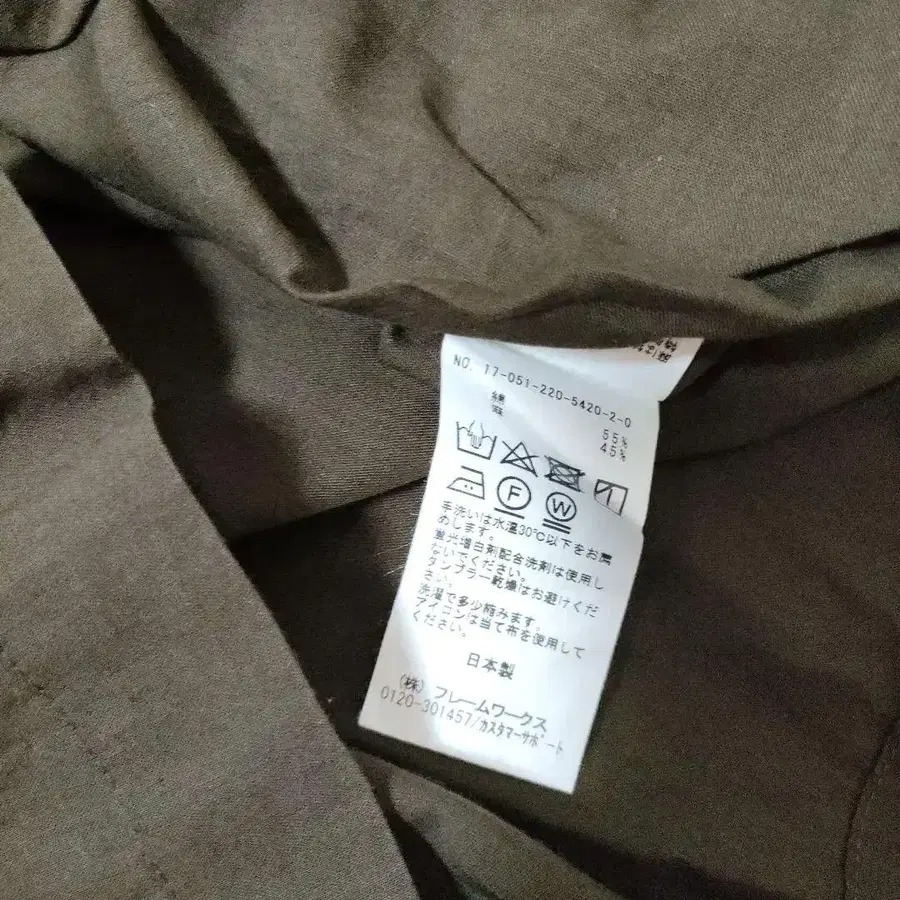 NO. 17-051-220-5420-2-0
綿 55%
麻 45%
F W
手洗いは水温30℃以下をお薦
めします。
蛍光増白剤配合洗剤は使用し
ないでください。
タンブラー乾燥はお避けくだ
さい。
洗濯で多少縮みます。
アイロンは当て布を使用して
ください。
日本製
(株) フレームワークス
0120-301457/カスタマーサポート